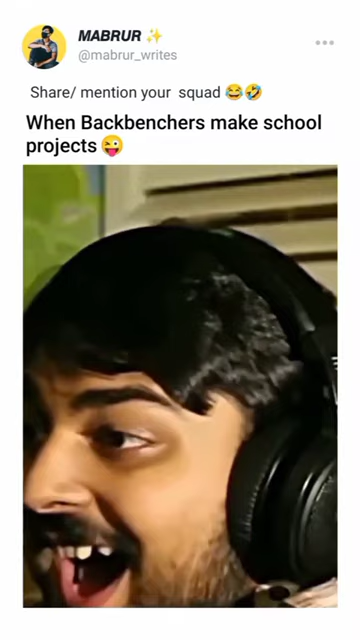 MABRUR ✨
@mabrur_writes
Share/ mention your squad 😂🤣
When Backbenchers make school
projects😜